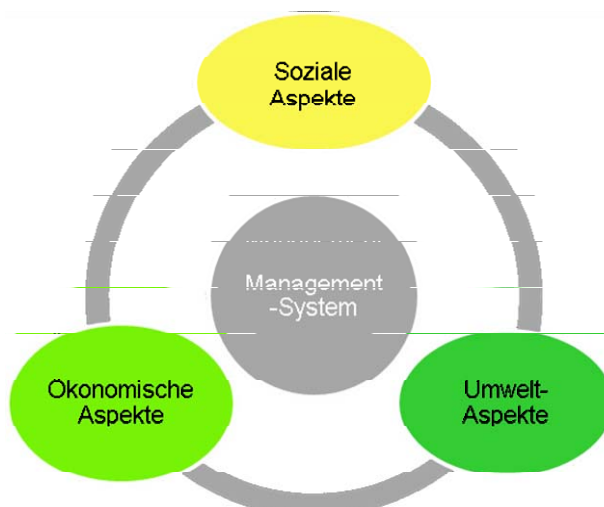 Soziale
Aspekte
Management
-System
Ökonomische
Aspekte
Umwelt-
Aspekte